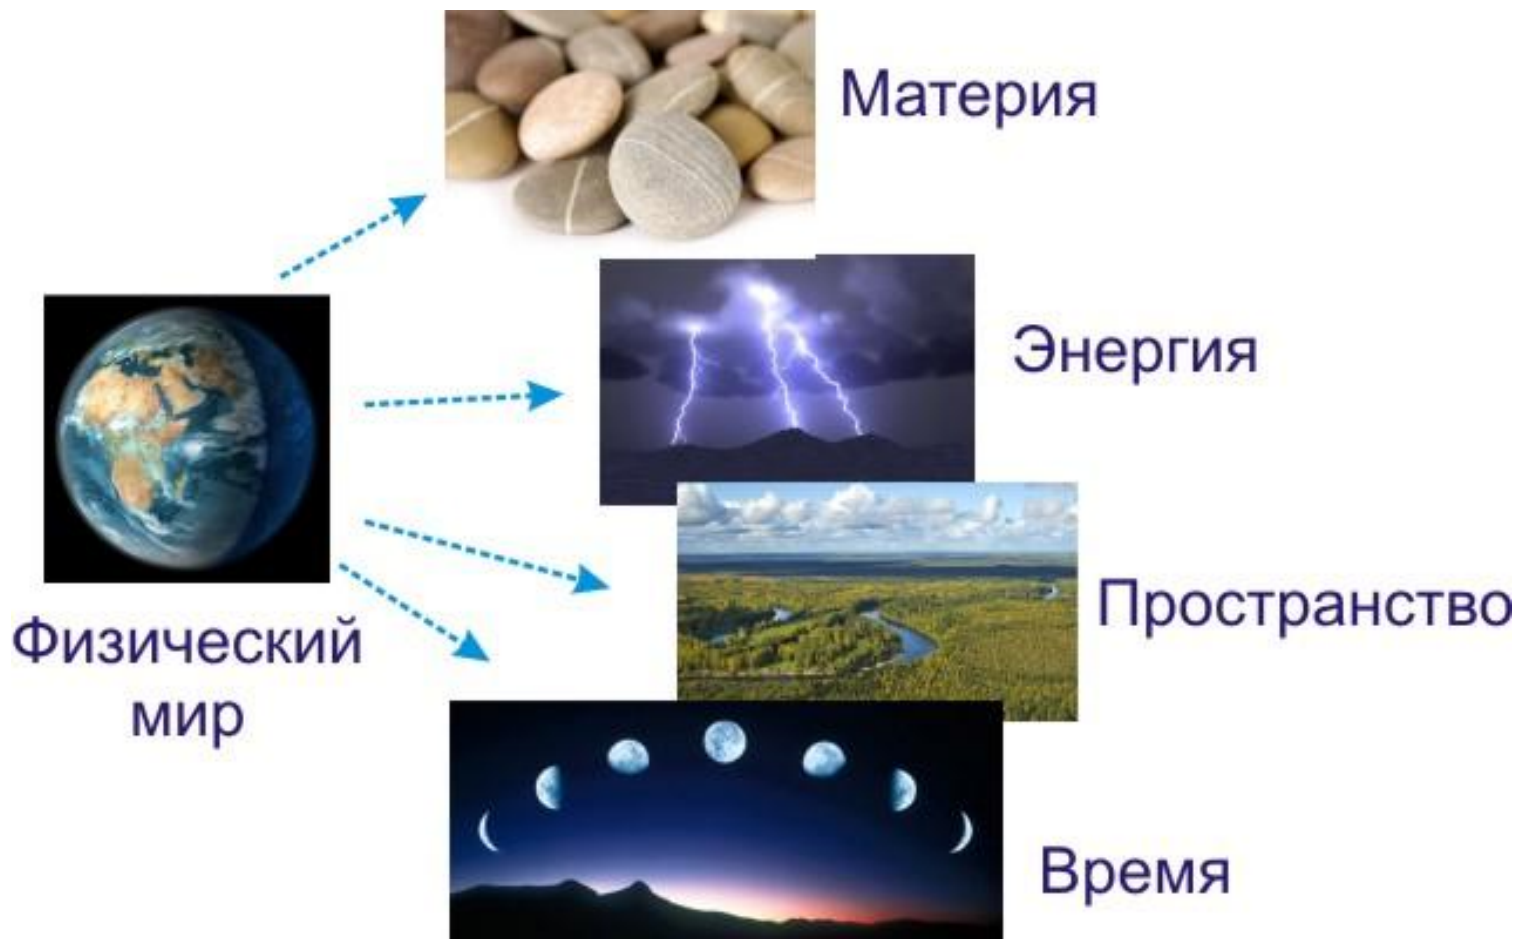 Материя
Энергия
Пространство
Физический
мир
Время